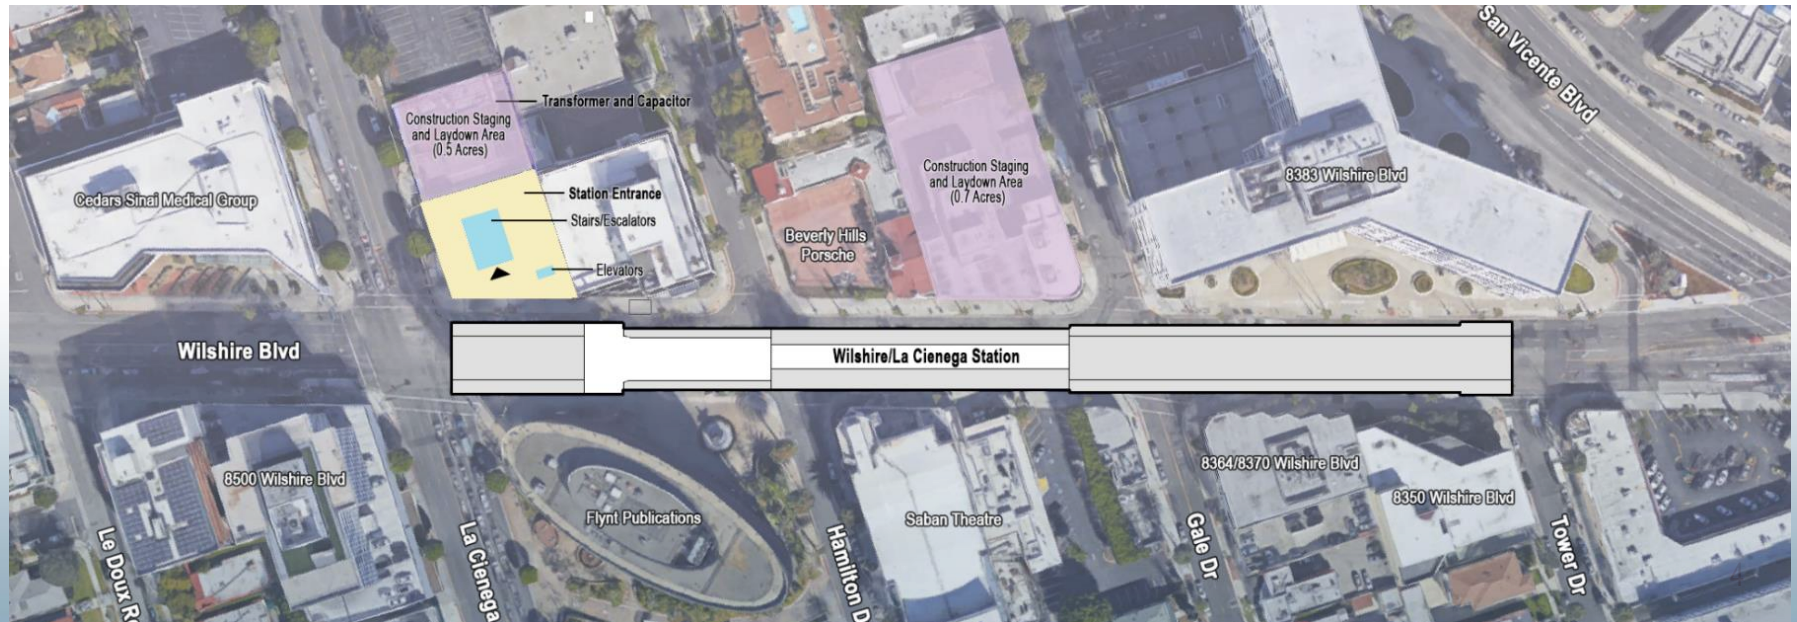 San Vicente Blvd
Transformer and Capacitor
Construction Staging
and Laydown Area
(0.5 Acres)
Station Entrance
Stairs/Escalators
Elevators
Cedars Sinai Medical Group
Construction Staging
and Laydown Area
(0.7 Acres)
8383 Wilshire Blvd
Beverly Hills
Porsche
Wilshire Blvd
Wilshire/La Cienega Station
8500 Wilshire Blvd
Flynt Publications
Saban Theatre
8364/8370 Wilshire Blvd
8350 Wilshire Blvd
Le Doux R
La Cienega
Hamilton D
Gale Dr
Tower Dr